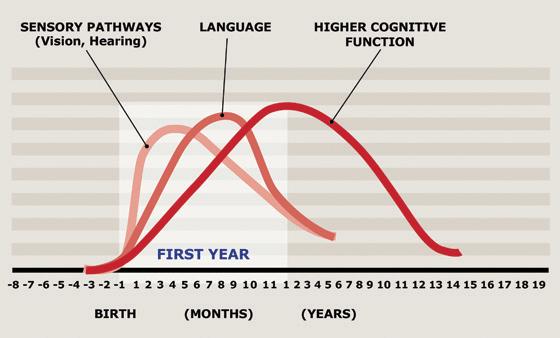 SENSORY PATHWAYS
(Vision, Hearing)
LANGUAGE
HIGHER COGNITIVE
FUNCTION
FIRST YEAR
-8 -7 -6 -5 -4 -3 -2 -1 1 2 3 4 5 6 7 8 9 10 11 1 2 3 4 5 6 7 8 9 10 11 12 13 14 15 16 17 18 19
BIRTH (MONTHS) (YEARS)